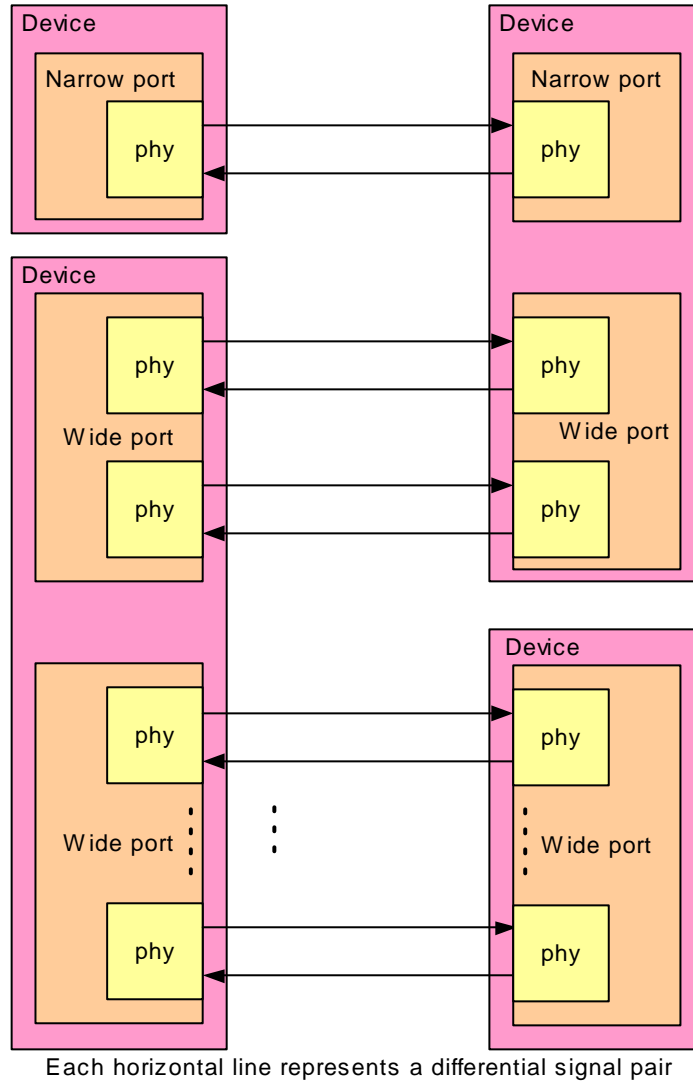 Device
Device
Narrow port
Narrow port
phy
phy
Device
phy
phy
Wide port
Wide port
phy
phy
Device
phy
phy
Wide port
Wide port
phy
phy
Each horizontal line represents a differential signal pair